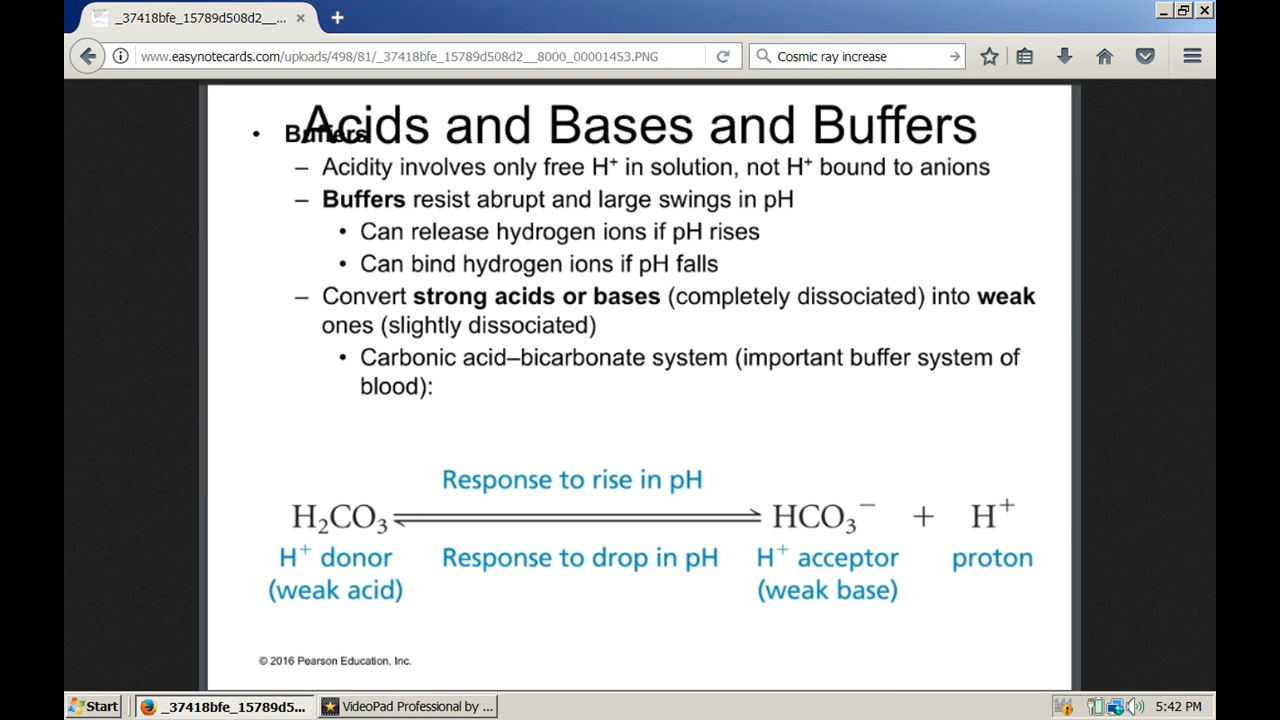 _37418bfe_15789d508d2__...
www.easynotecards.com/uploads/498/81/_37418bfe_15789d508d2__8000_00001453.PNG
Cosmic ray increase
Acids and Bases and Buffers
• Buffers
– Acidity involves only free H⁺ in solution, not H⁺ bound to anions
– Buffers resist abrupt and large swings in pH
• Can release hydrogen ions if pH rises
• Can bind hydrogen ions if pH falls
– Convert strong acids or bases (completely dissociated) into weak
ones (slightly dissociated)
• Carbonic acid–bicarbonate system (important buffer system of
blood):
Response to rise in pH
H₂CO₃ ⇌ HCO₃⁻ + H⁺
H⁺ donor Response to drop in pH H⁺ acceptor proton
(weak acid) (weak base)
© 2016 Pearson Education, Inc.
Start _37418bfe_15789d5... VideoPad Professional by ... 5:42 PM